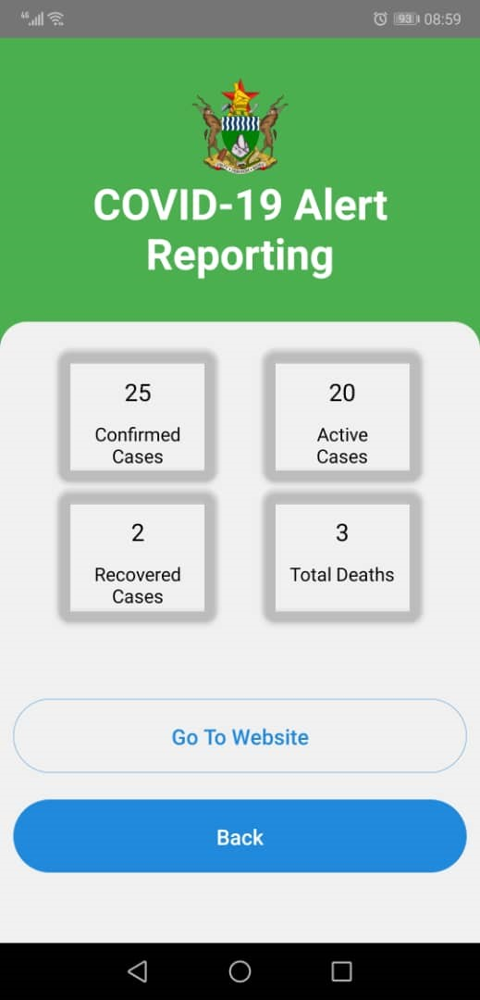 4G 93 08:59
COVID-19 Alert
Reporting
25
Confirmed
Cases
20
Active
Cases
2
Recovered
Cases
3
Total Deaths
Go To Website
Back